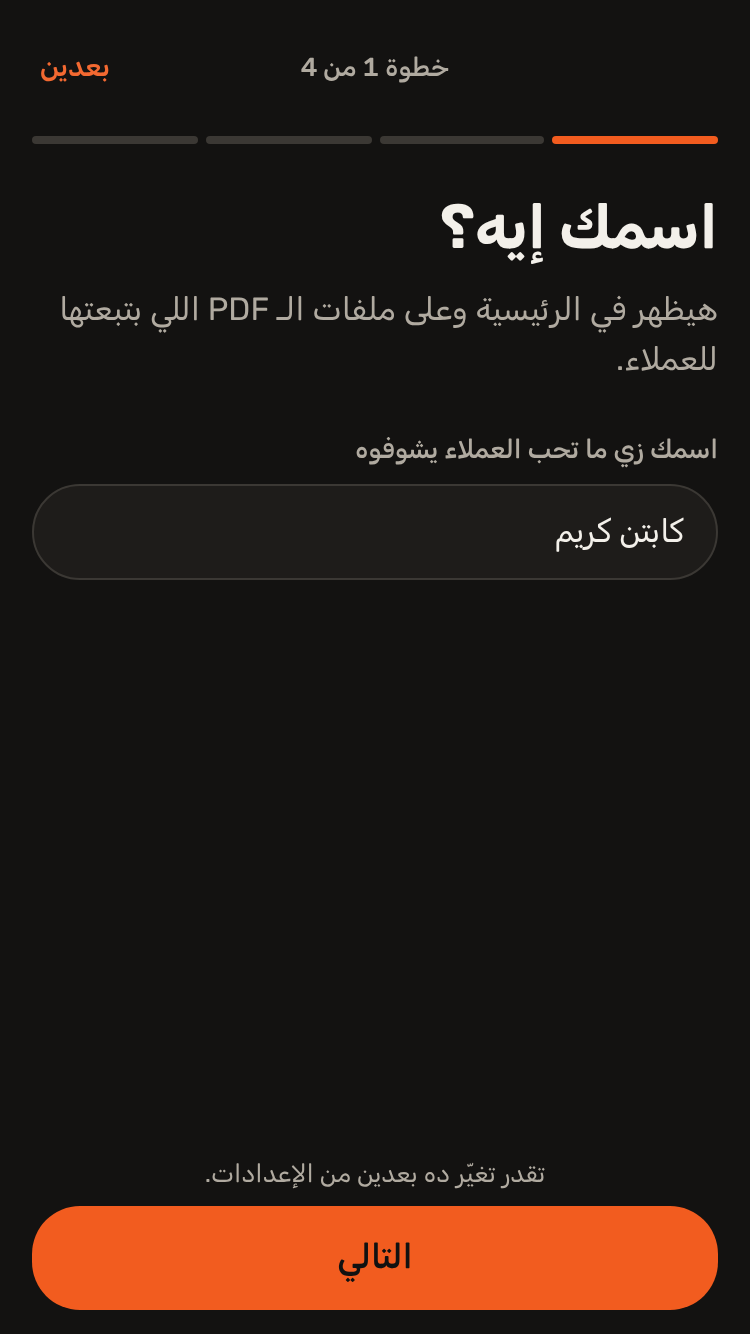 خطوة 1 من 4
بعدين
اسمك إيه؟
هيظهر في الرئيسية وعلى ملفات الـ PDF اللي بتبعتها
للعملاء.
اسمك زي ما تحب العملاء يشوفوه
كابتن كريم
تقدر تغيّر ده بعدين من الإعدادات.
التالي